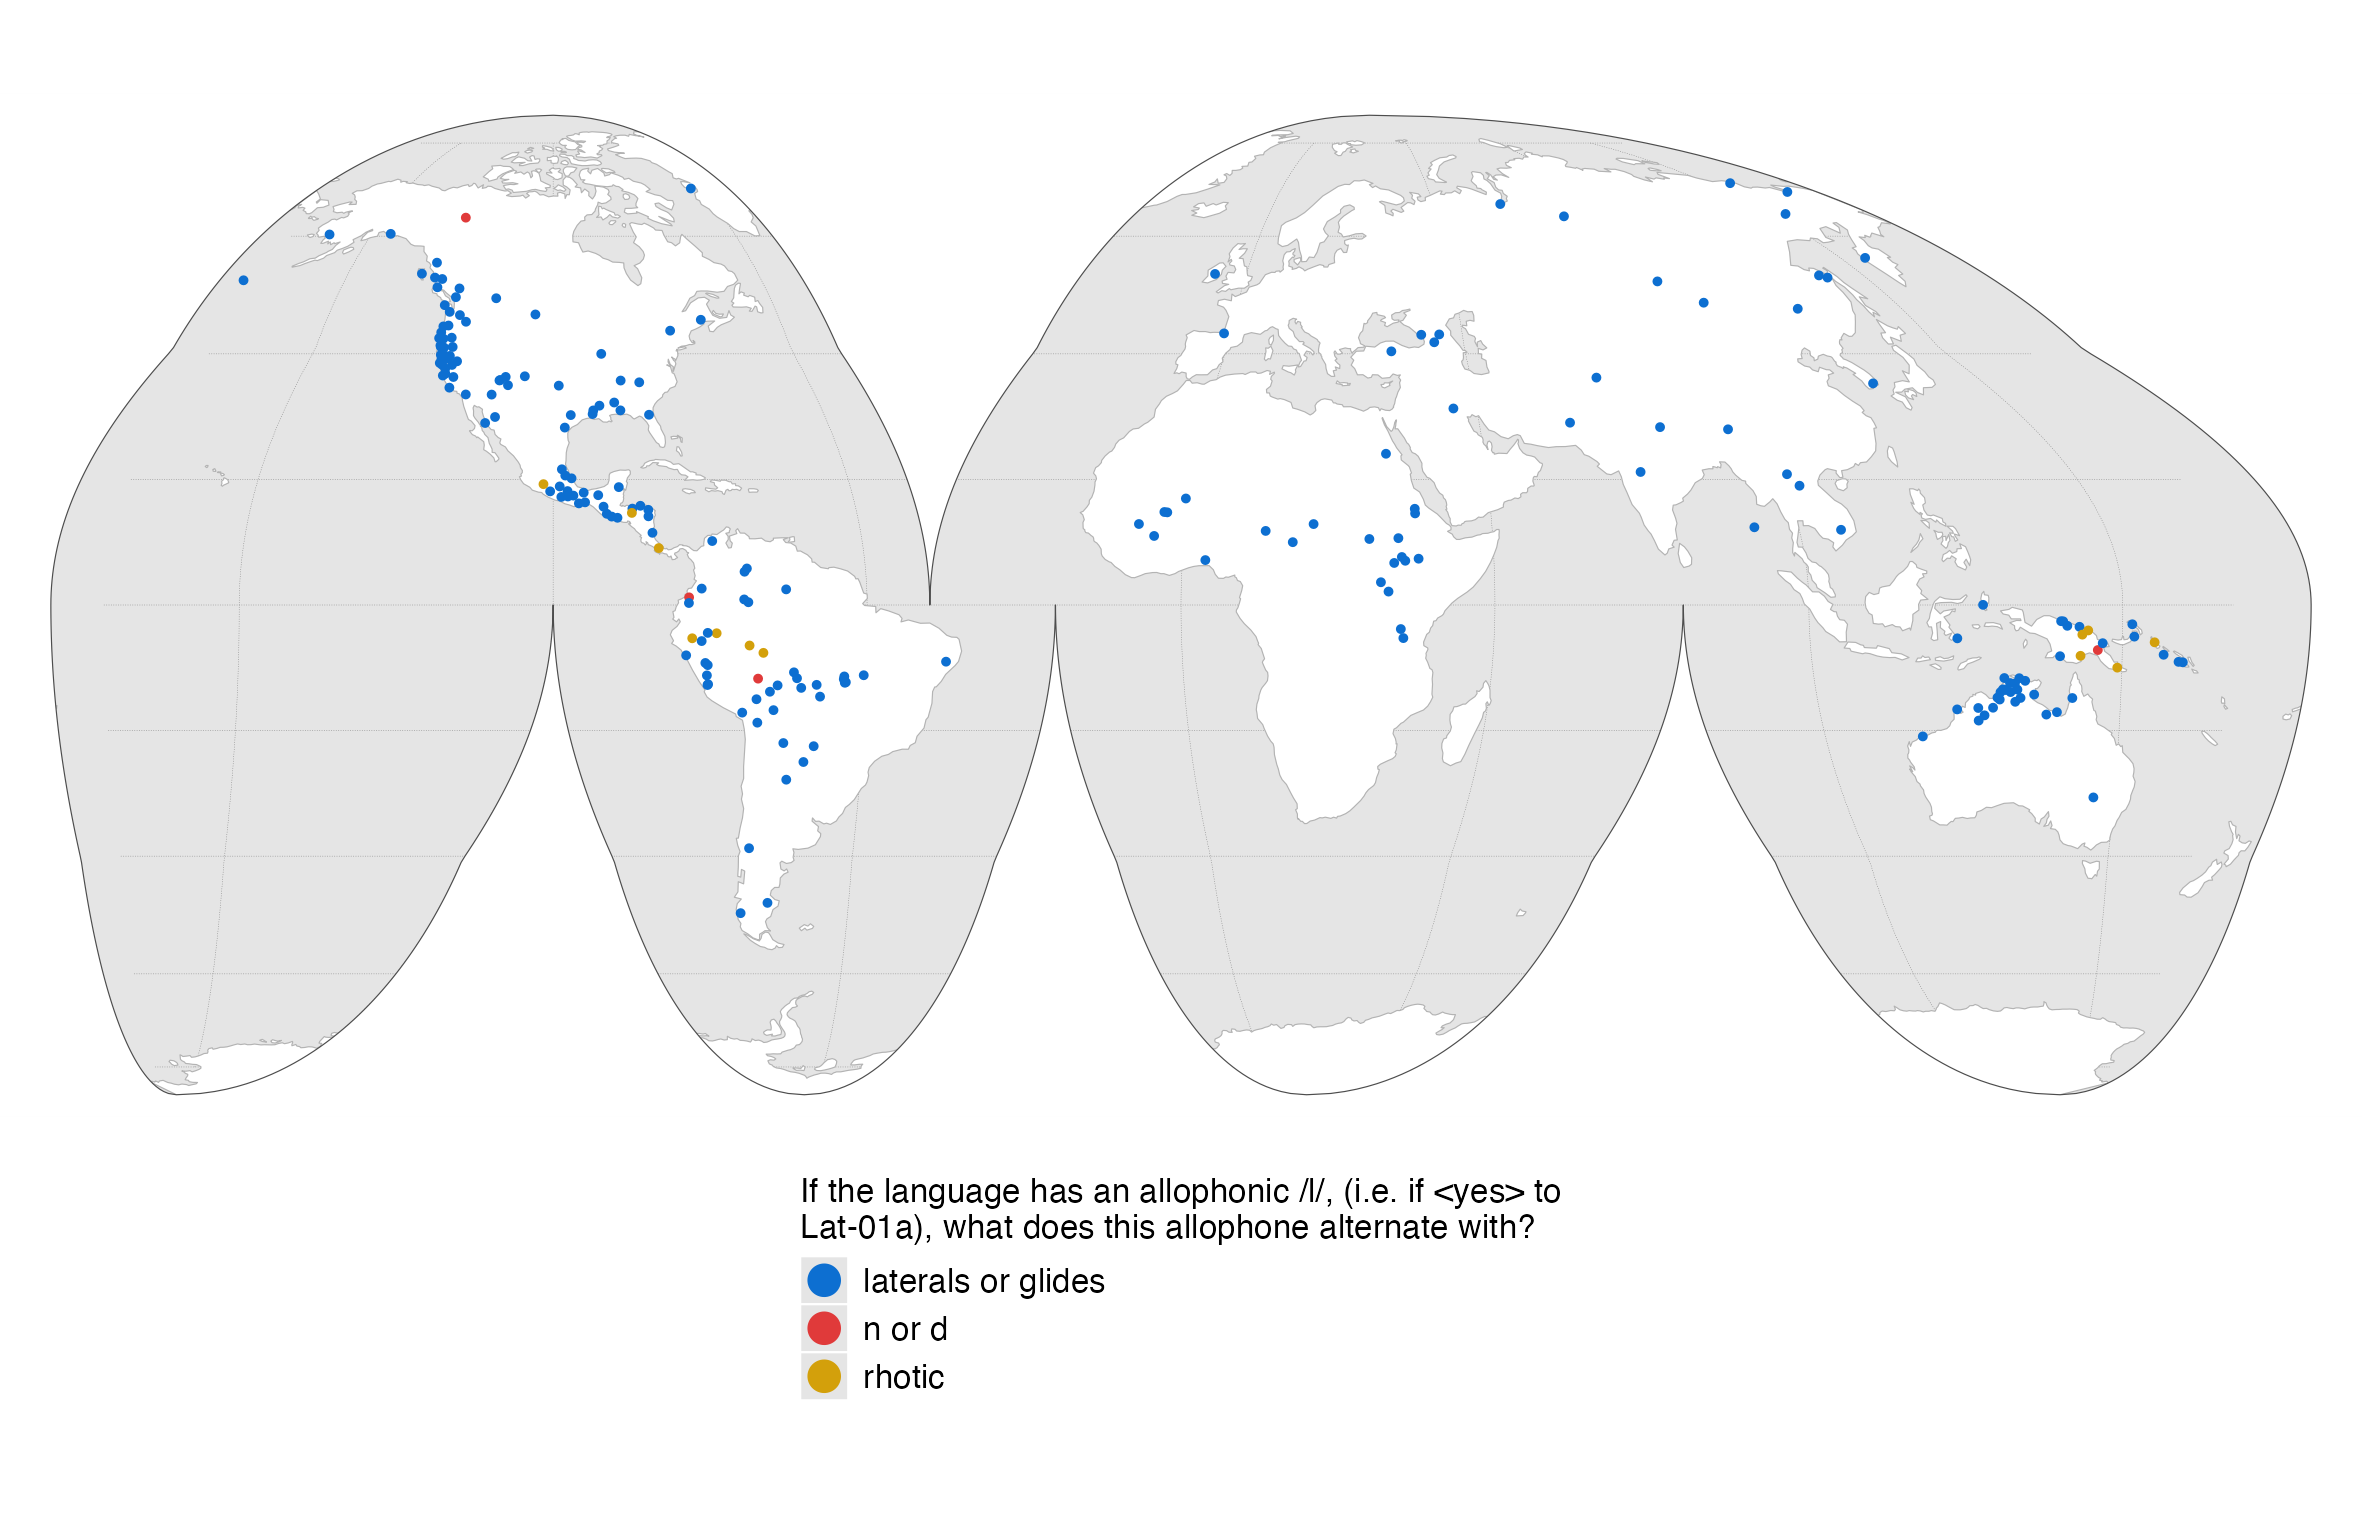 If the language has an allophonic /l/, (i.e. if <yes> to
Lat-01a), what does this allophone alternate with?
laterals or glides
n or d
rhotic